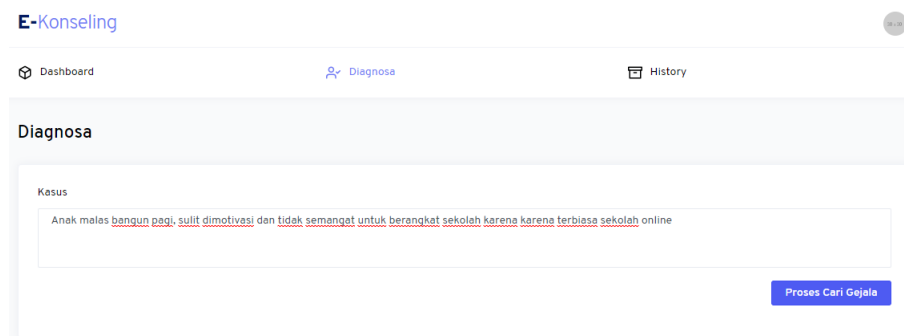 E-Konseling
Dashboard
Diagnosa
History
Diagnosa
Kasus
Anak malas bangun pagi, sulit dimotivasi dan tidak semangat untuk berangkat sekolah karena karena terbiasa sekolah online
Proses Cari Gejala